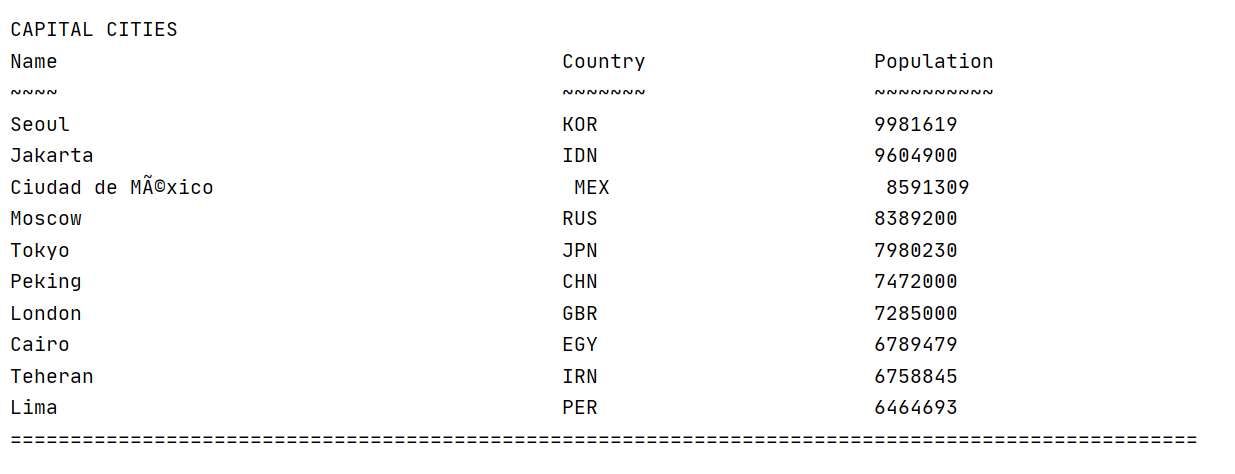 CAPITAL CITIES
Name                                          Country                   Population
~~~~                                          ~~~~~~~                   ~~~~~~~~~~
Seoul                                         KOR                       9981619
Jakarta                                       IDN                       9604900
Ciudad de MÃ©xico                              MEX                       8591309
Moscow                                        RUS                       8389200
Tokyo                                         JPN                       7980230
Peking                                        CHN                       7472000
London                                        GBR                       7285000
Cairo                                         EGY                       6789479
Teheran                                       IRN                       6758845
Lima                                          PER                       6464693
===================================================================================================